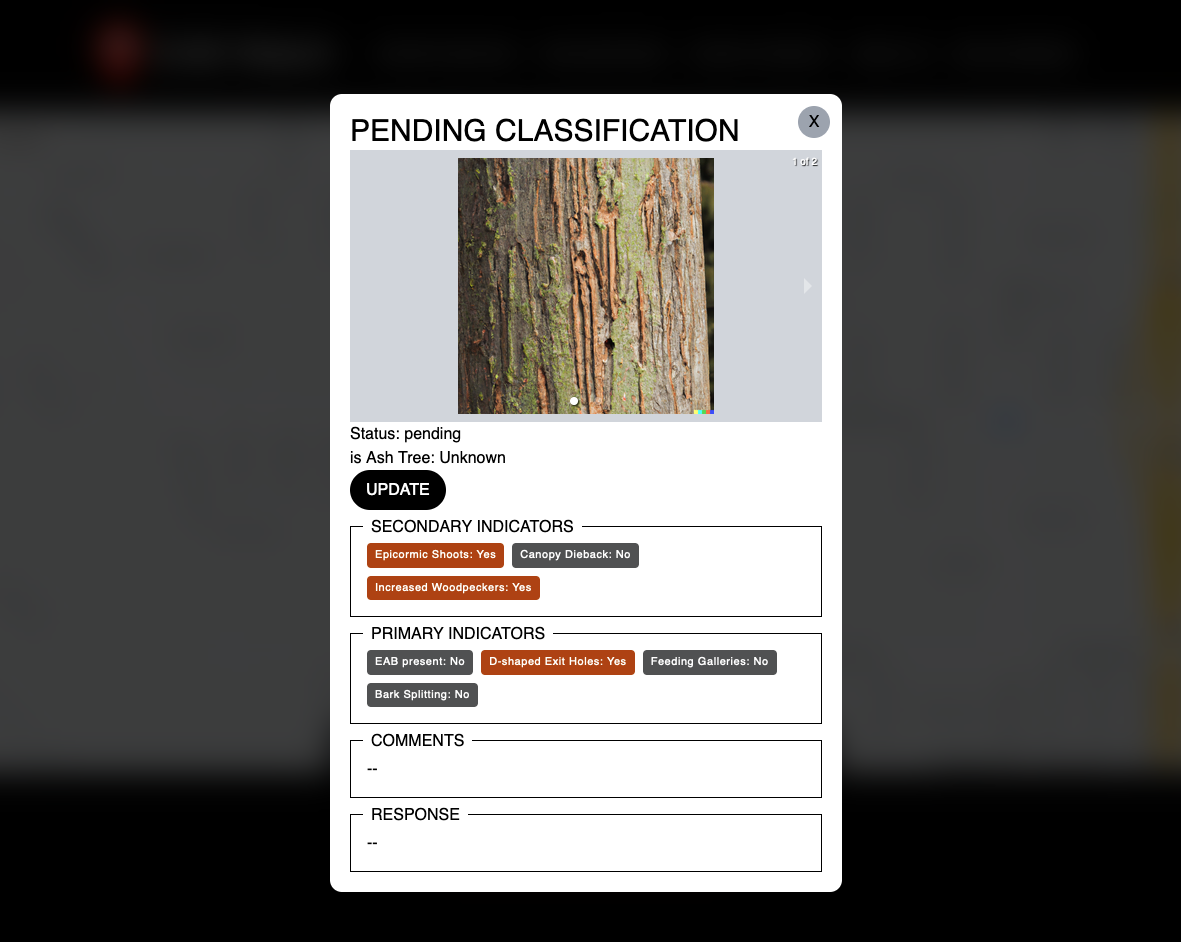 PENDING CLASSIFICATION
X
1 of 2
Status: pending
is Ash Tree: Unknown
UPDATE
SECONDARY INDICATORS
Epicormic Shoots: Yes Canopy Dieback: No
Increased Woodpeckers: Yes
PRIMARY INDICATORS
EAB present: No D-shaped Exit Holes: Yes Feeding Galleries: No
Bark Splitting: No
COMMENTS
--
RESPONSE
--